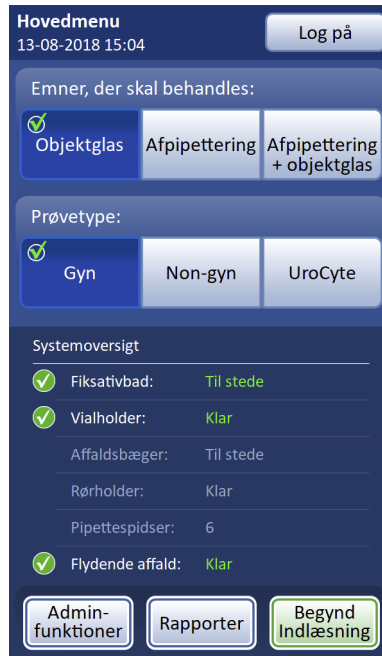 Hovedmenu
13-08-2018 15:04
Log på
Emner, der skal behandles:
Objektglas
Afpipettering
Afpipettering
+ objektglas
Prøvetype:
Gyn
Non-gyn
UroCyte
Systemoversigt
Fiksativbad: Til stede
Vialholder: Klar
Affaldsbæger: Til stede
Rørholder: Klar
Pipettespidser: 6
Flydende affald: Klar
Admin-
funktioner
Rapporter
Begynd
Indlæsning